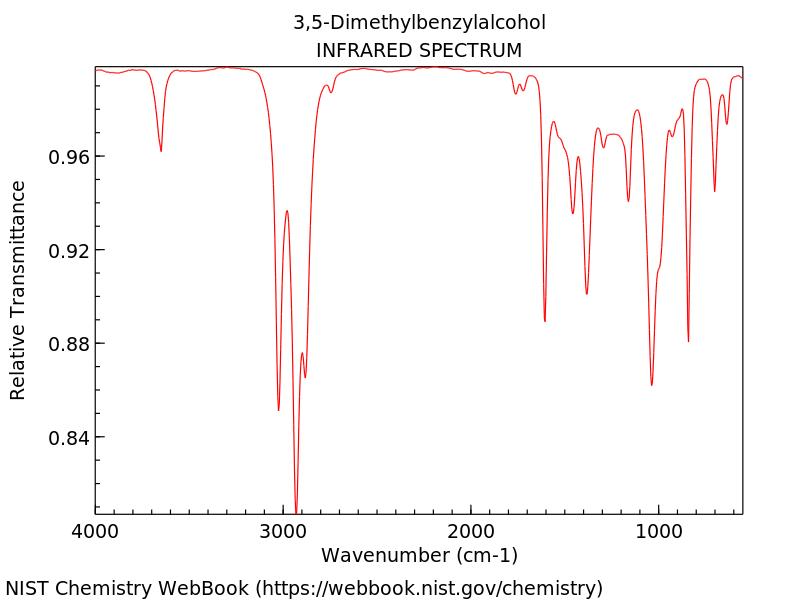 3,5-Dimethylbenzylalcohol
INFRARED SPECTRUM
Relative Transmittance
0.96
0.92
0.88
0.84
4000 3000 2000 1000
Wavenumber (cm-1)
NIST Chemistry WebBook (https://webbook.nist.gov/chemistry)